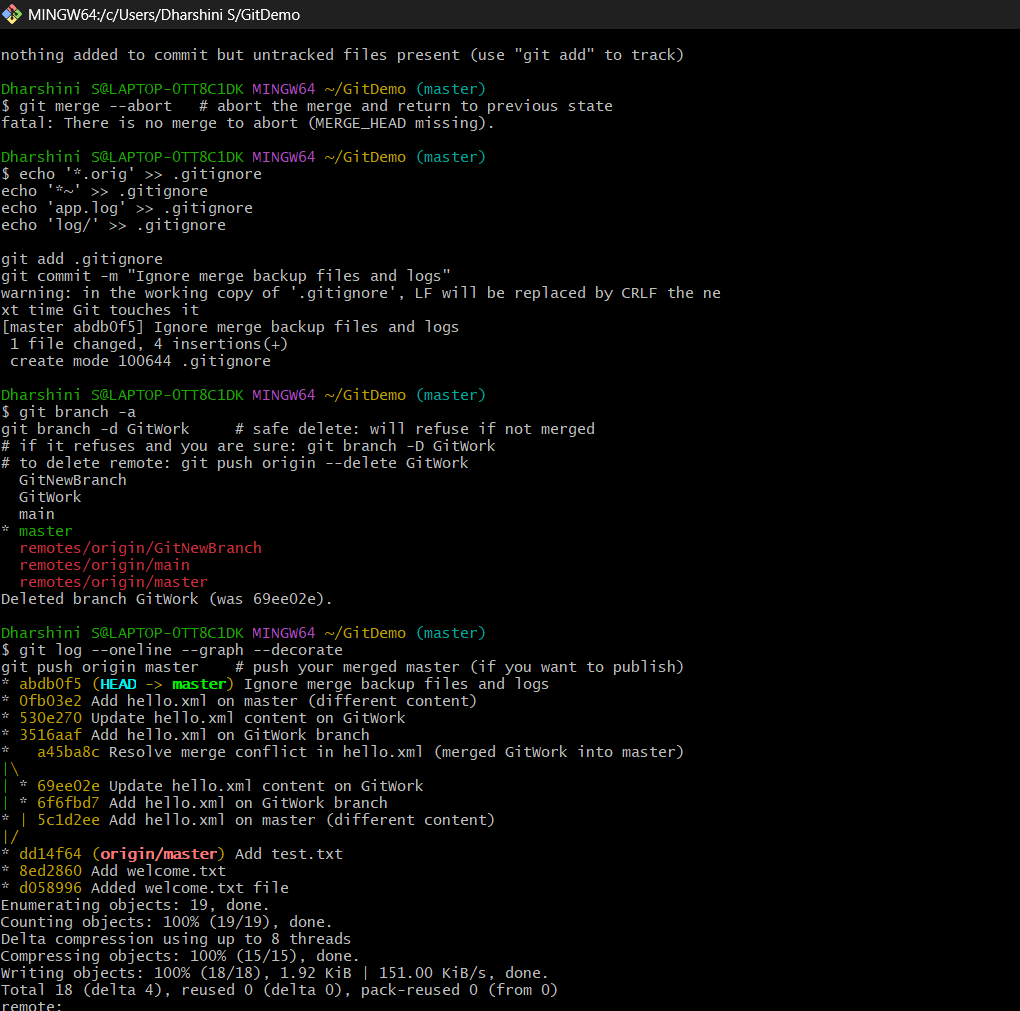 MINGW64:/c/Users/Dharshini S/GitDemo
nothing added to commit but untracked files present (use "git add" to track)
Dharshini S@LAPTOP-0TT8C1DK MINGW64 ~/GitDemo (master)
$ git merge --abort   # abort the merge and return to previous state
fatal: There is no merge to abort (MERGE_HEAD missing).
Dharshini S@LAPTOP-0TT8C1DK MINGW64 ~/GitDemo (master)
$ echo '*.orig' >> .gitignore
echo '*~' >> .gitignore
echo 'app.log' >> .gitignore
echo 'log/' >> .gitignore
git add .gitignore
git commit -m "Ignore merge backup files and logs"
warning: in the working copy of '.gitignore', LF will be replaced by CRLF the ne
xt time Git touches it
[master abdb0f5] Ignore merge backup files and logs
 1 file changed, 4 insertions(+)
 create mode 100644 .gitignore
Dharshini S@LAPTOP-0TT8C1DK MINGW64 ~/GitDemo (master)
$ git branch -a
git branch -d GitWork     # safe delete: will refuse if not merged
# if it refuses and you are sure: git branch -D GitWork
# to delete remote: git push origin --delete GitWork
  GitNewBranch
  GitWork
  main
* master
  remotes/origin/GitNewBranch
  remotes/origin/main
  remotes/origin/master
Deleted branch GitWork (was 69ee02e).
Dharshini S@LAPTOP-0TT8C1DK MINGW64 ~/GitDemo (master)
$ git log --oneline --graph --decorate
git push origin master    # push your merged master (if you want to publish)
* abdb0f5 (HEAD -> master) Ignore merge backup files and logs
* 0fb03e2 Add hello.xml on master (different content)
* 530e270 Update hello.xml content on GitWork
* 3516aaf Add hello.xml on GitWork branch
*   a45ba8c Resolve merge conflict in hello.xml (merged GitWork into master)
|\
| * 69ee02e Update hello.xml content on GitWork
| * 6f6fbd7 Add hello.xml on GitWork branch
* | 5c1d2ee Add hello.xml on master (different content)
|/
* dd14f64 (origin/master) Add test.txt
* 8ed2860 Add welcome.txt
* d058996 Added welcome.txt file
Enumerating objects: 19, done.
Counting objects: 100% (19/19), done.
Delta compression using up to 8 threads
Compressing objects: 100% (15/15), done.
Writing objects: 100% (18/18), 1.92 KiB | 151.00 KiB/s, done.
Total 18 (delta 4), reused 0 (delta 0), pack-reused 0 (from 0)
remote: